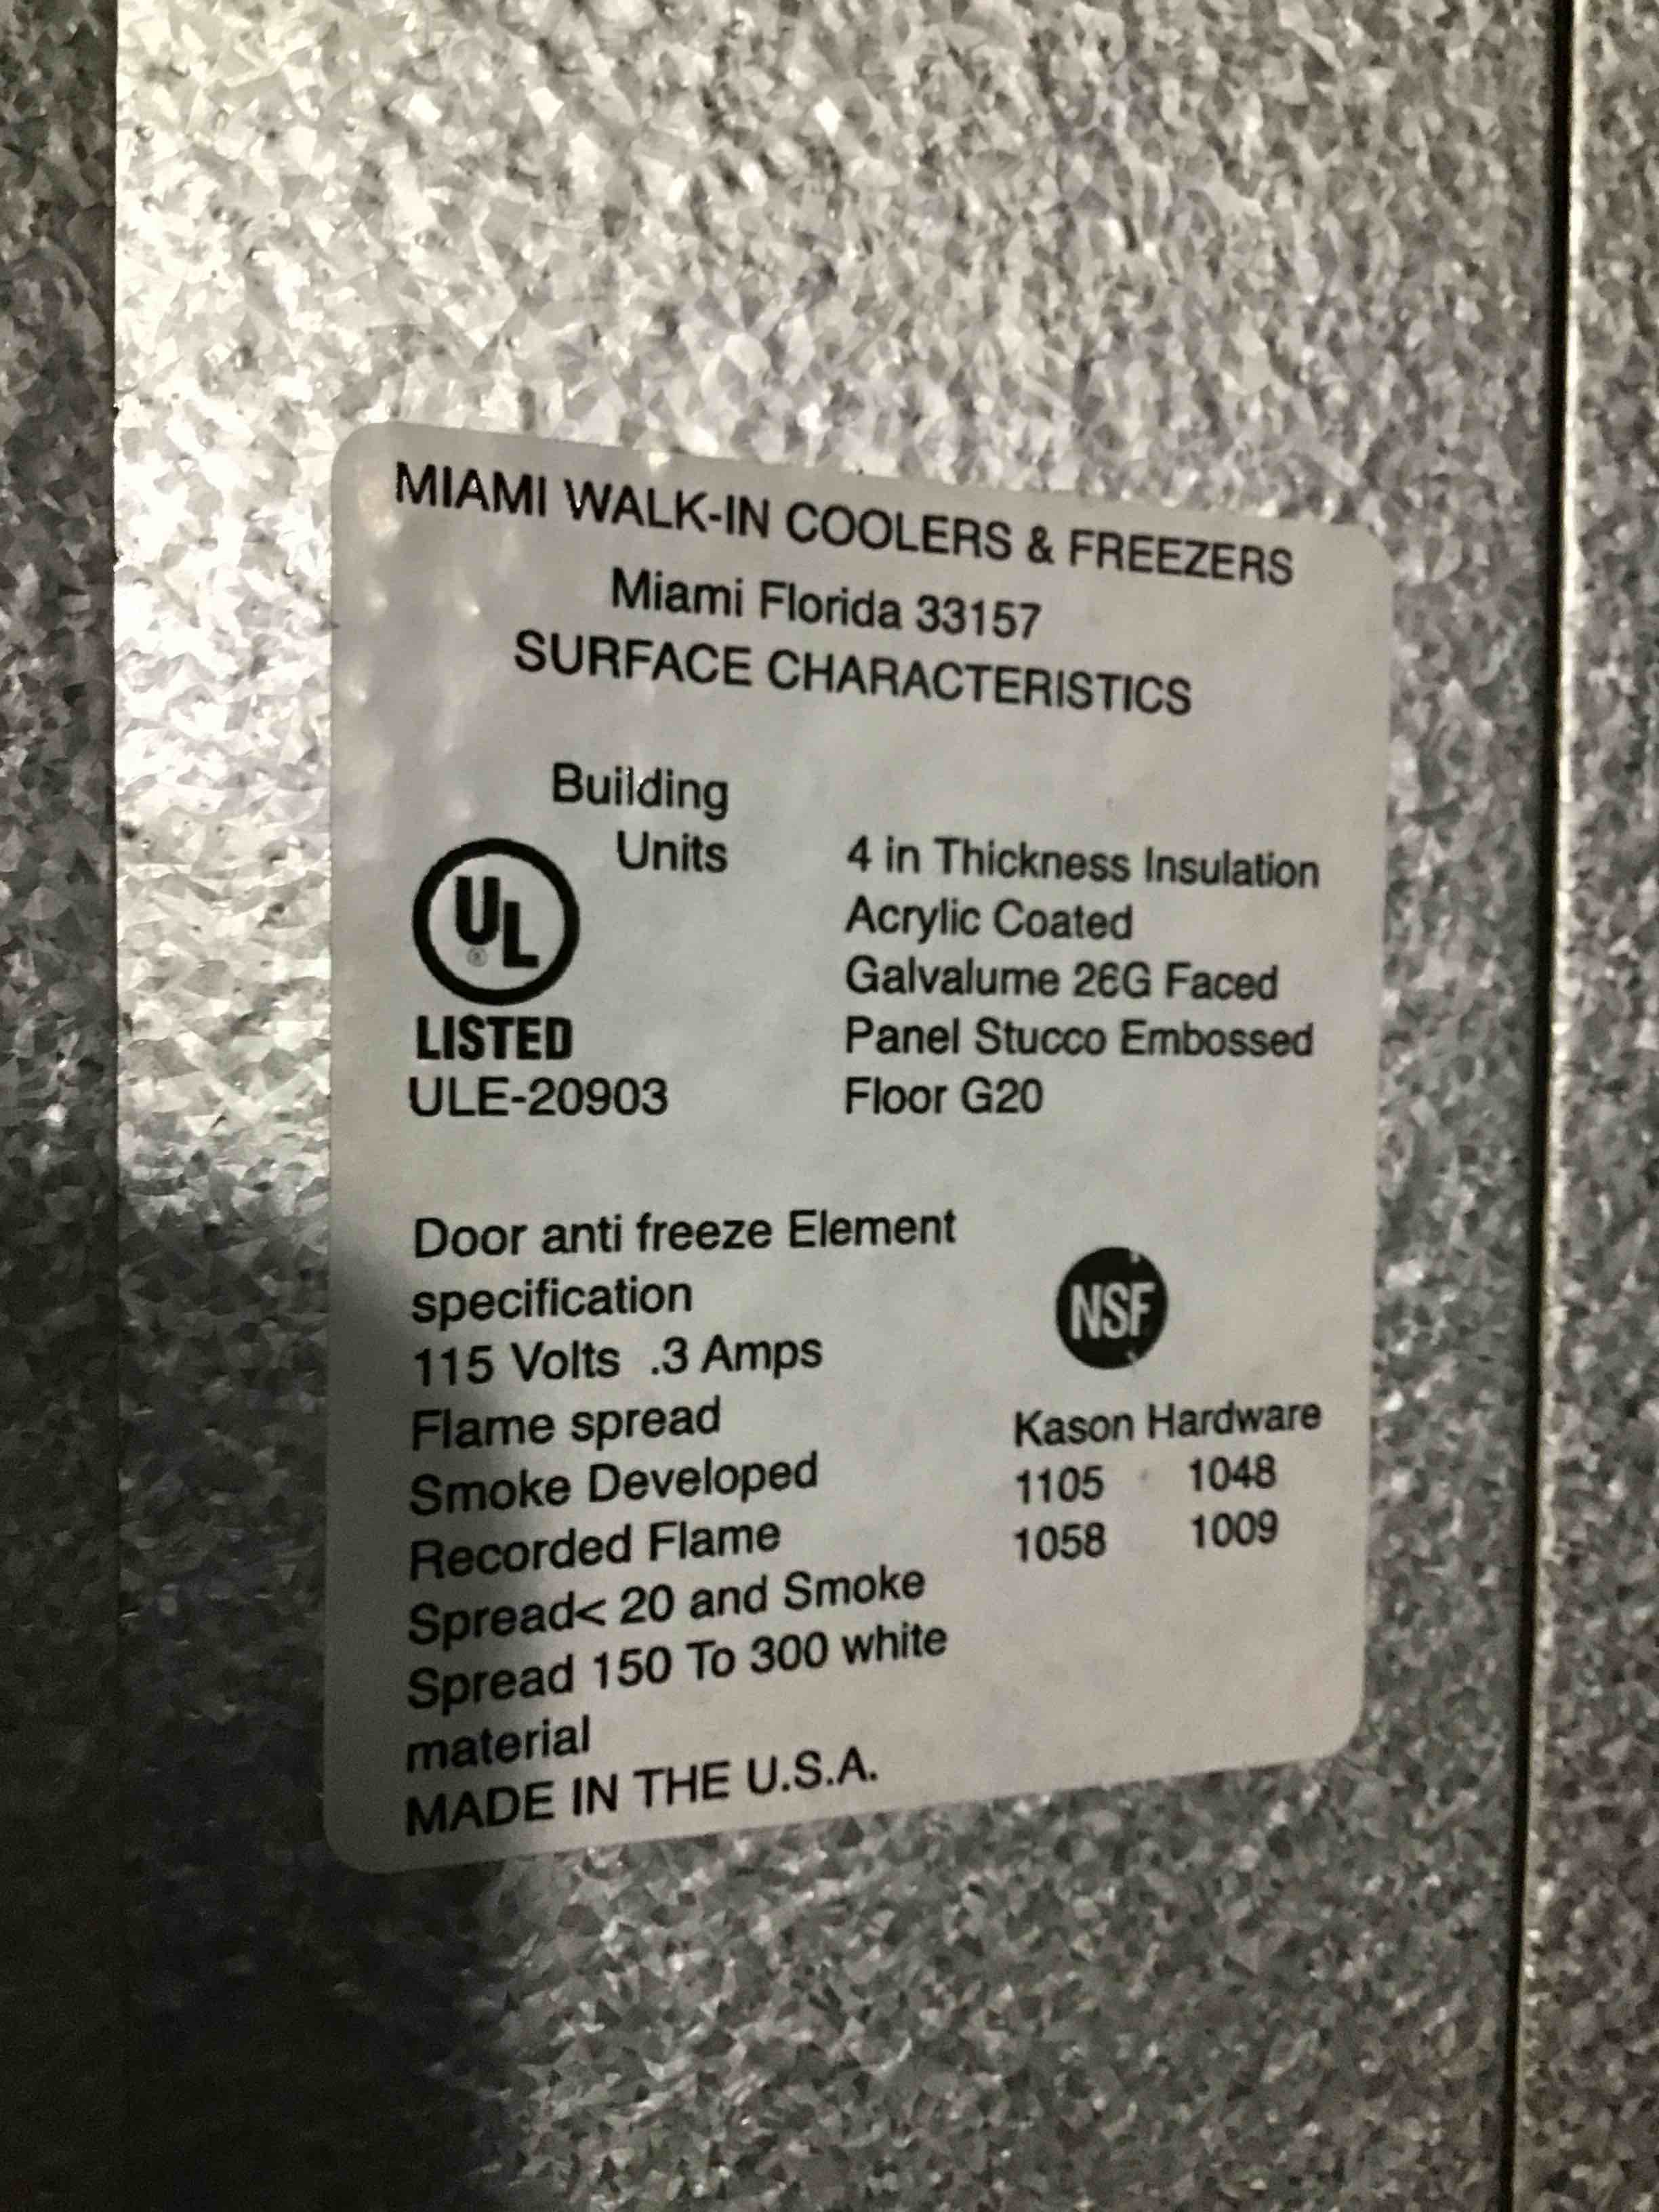 MIAMI WALK-IN COOLERS & FREEZERS
Miami Florida 33157
SURFACE CHARACTERISTICS
Building
Units
UL
®
LISTED
ULE-20903
4 in Thickness Insulation
Acrylic Coated
Galvalume 26G Faced
Panel Stucco Embossed
Floor G20
Door anti freeze Element
specification
115 Volts .3 Amps
Flame spread
Smoke Developed
Recorded Flame
Spread< 20 and Smoke
Spread 150 To 300 white
material
MADE IN THE U.S.A.
NSF
Kason Hardware
1105 1048
1058 1009